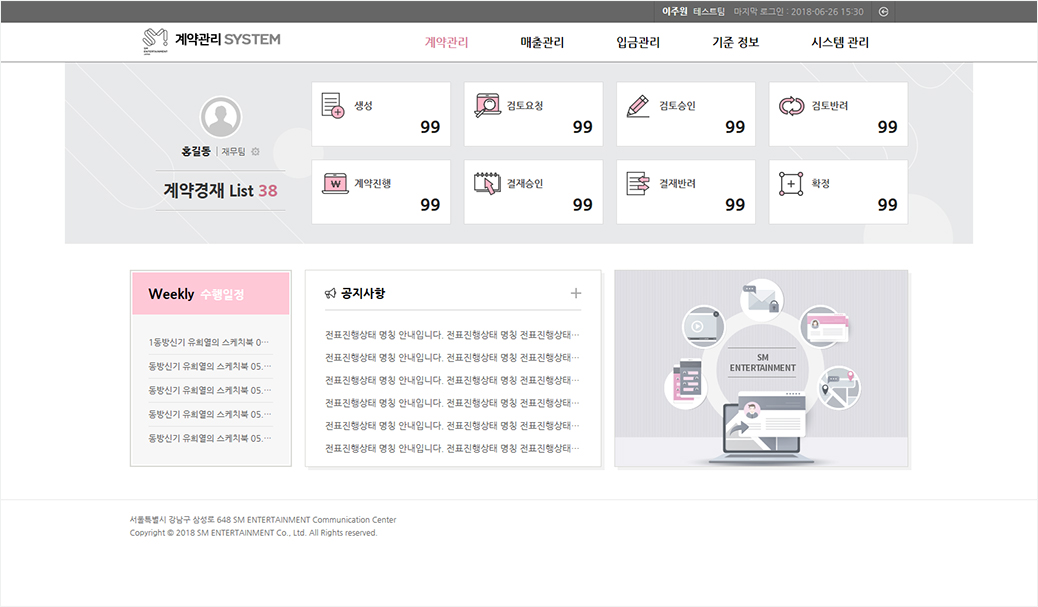 이주원 테스트팀 마지막 로그인 : 2018-06-26 15:30
SM ENTERTAINMENT
계약관리 SYSTEM
계약관리 매출관리 입금관리 기준 정보 시스템 관리
홍길동 | 재무팀
계약경재 List 38
생성 99
검토요청 99
검토승인 99
검토반려 99
계약진행 99
결재승인 99
결재반려 99
확정 99
Weekly 수행일정
1동방신기 유희열의 스케치북 0···
동방신기 유희열의 스케치북 05.···
동방신기 유희열의 스케치북 05.···
동방신기 유희열의 스케치북 05.···
동방신기 유희열의 스케치북 05.···
공지사항
전표진행상태 명칭 안내입니다. 전표진행상태 명칭 전표진행상태···
전표진행상태 명칭 안내입니다. 전표진행상태 명칭 전표진행상태···
전표진행상태 명칭 안내입니다. 전표진행상태 명칭 전표진행상태···
전표진행상태 명칭 안내입니다. 전표진행상태 명칭 전표진행상태···
전표진행상태 명칭 안내입니다. 전표진행상태 명칭 전표진행상태···
전표진행상태 명칭 안내입니다. 전표진행상태 명칭 전표진행상태···
SM
ENTERTAINMENT
서울특별시 강남구 삼성로 648 SM ENTERTAINMENT Communication Center
Copyright © 2018 SM ENTERTAINMENT Co., Ltd. All Rights reserved.